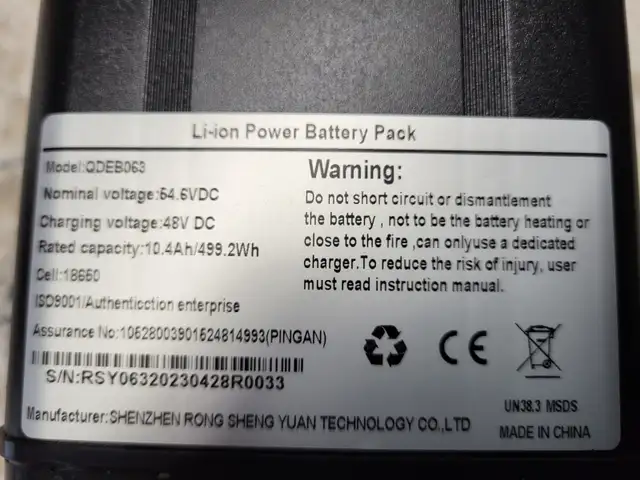 Li-ion Power Battery Pack
Model:QDEB063
Nominal voltage:54.6VDC
Charging voltage:48V DC
Rated capacity:10.4Ah/499.2Wh
Cell:18650
ISO9001/Authenticction enterprise
Assurance No:10528003901524814993(PINGAN)
S/N:RSY06320230428R0033
Manufacturer:SHENZHEN RONG SHENG YUAN TECHNOLOGY CO.,LTD
Warning:
Do not short circuit or dismantlement
the battery , not to be the battery heating or
close to the fire ,can onlyuse a dedicated
charger.To reduce the risk of injury, user
must read instruction manual.
CE
UN38.3 MSDS
MADE IN CHINA